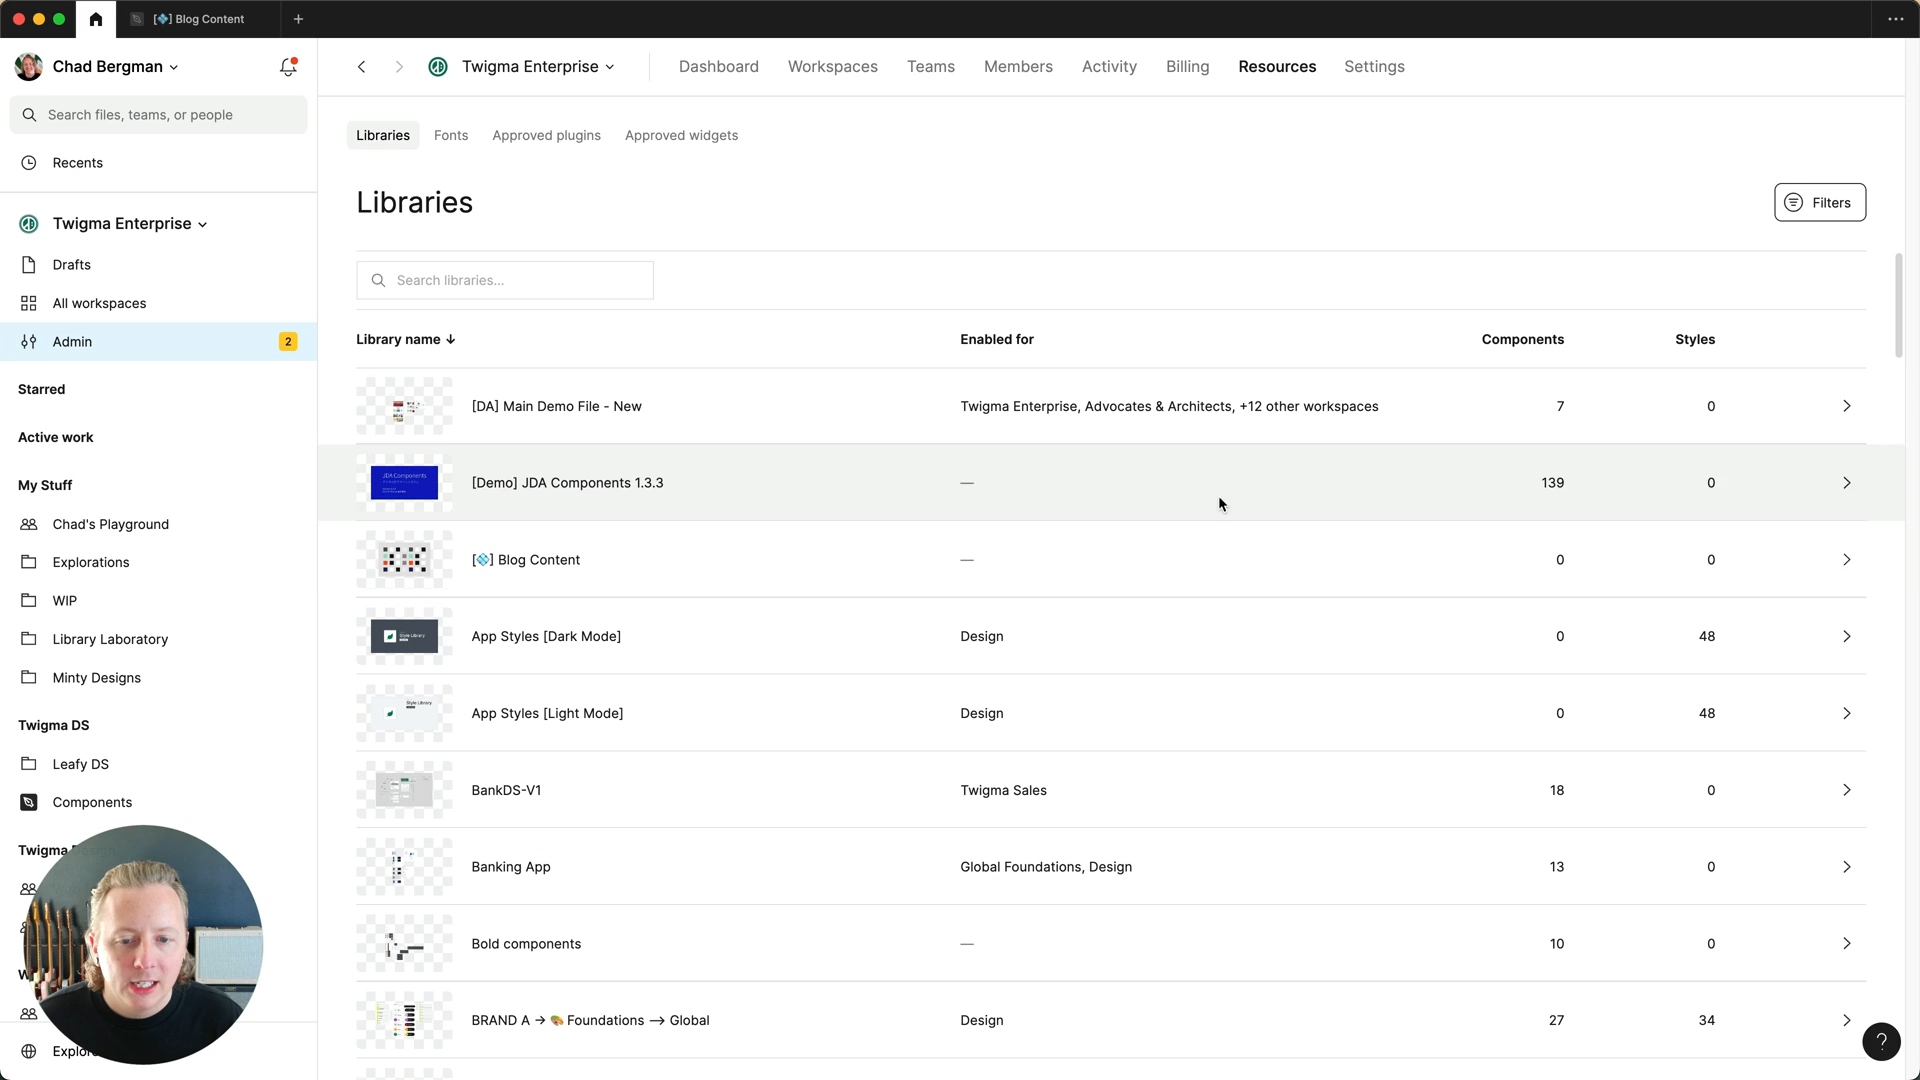 [💠] Blog Content
Chad Bergman
Search files, teams, or people
Recents
Twigma Enterprise
Drafts
All workspaces
Admin
2
Starred
Active work
My Stuff
Chad's Playground
Explorations
WIP
Library Laboratory
Minty Designs
Twigma DS
Leafy DS
Components
Twigma
Twigma Enterprise
Dashboard
Workspaces
Teams
Members
Activity
Billing
Resources
Settings
Libraries
Fonts
Approved plugins
Approved widgets
Libraries
Filters
Search libraries...
Library name ↓
Enabled for
Components
Styles
[DA] Main Demo File - New
Twigma Enterprise, Advocates & Architects, +12 other workspaces
7
0
JDA Components
[Demo] JDA Components 1.3.3
—
139
0
[💠] Blog Content
—
0
0
Style Library
App Styles [Dark Mode]
Design
0
48
Style Library
App Styles [Light Mode]
Design
0
48
BankDS-V1
Twigma Sales
18
0
Banking App
Global Foundations, Design
13
0
Bold components
—
10
0
BRAND A → 🎨 Foundations ⟶ Global
Design
27
34
?